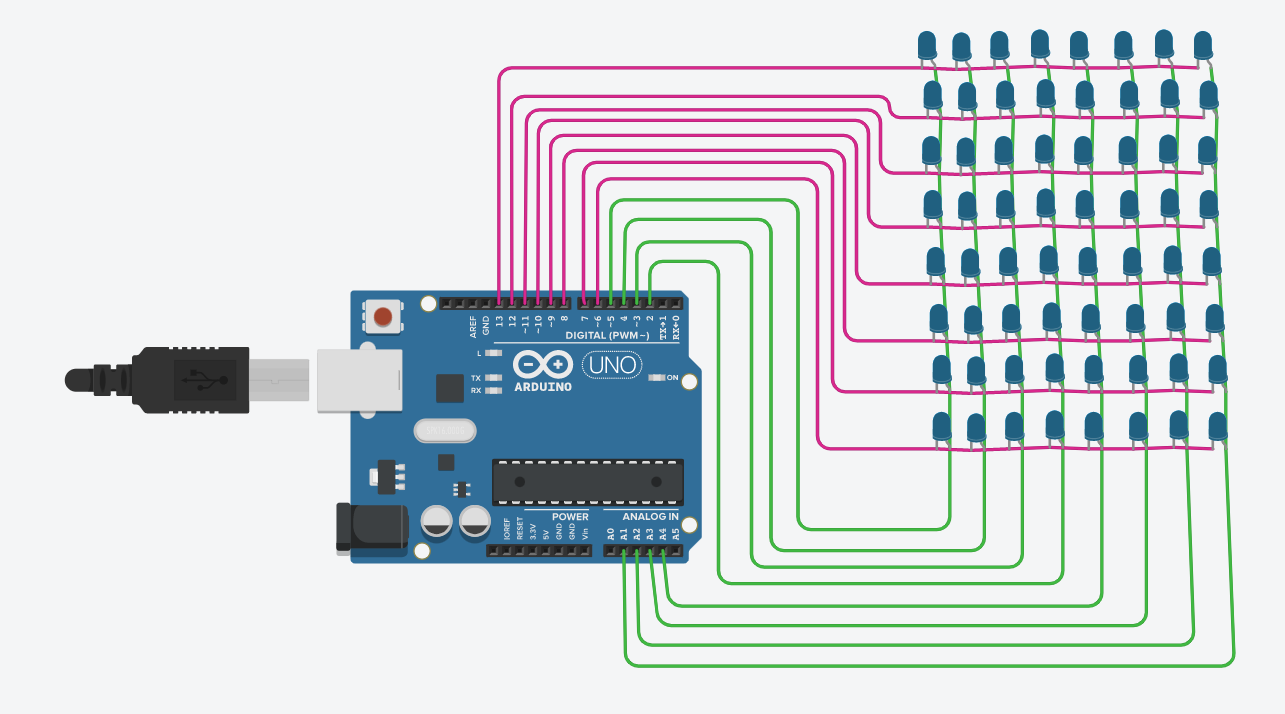 AREF
GND
13
12
~11
~10
~9
8
7
~6
~5
4
~3
2
TX→1
RX←0
DIGITAL (PWM~)
L
TX
RX
ARDUINO
UNO
ON
POWER
ANALOG IN
IOREF
RESET
3.3V
5V
GND
GND
Vin
A0
A1
A2
A3
A4
A5